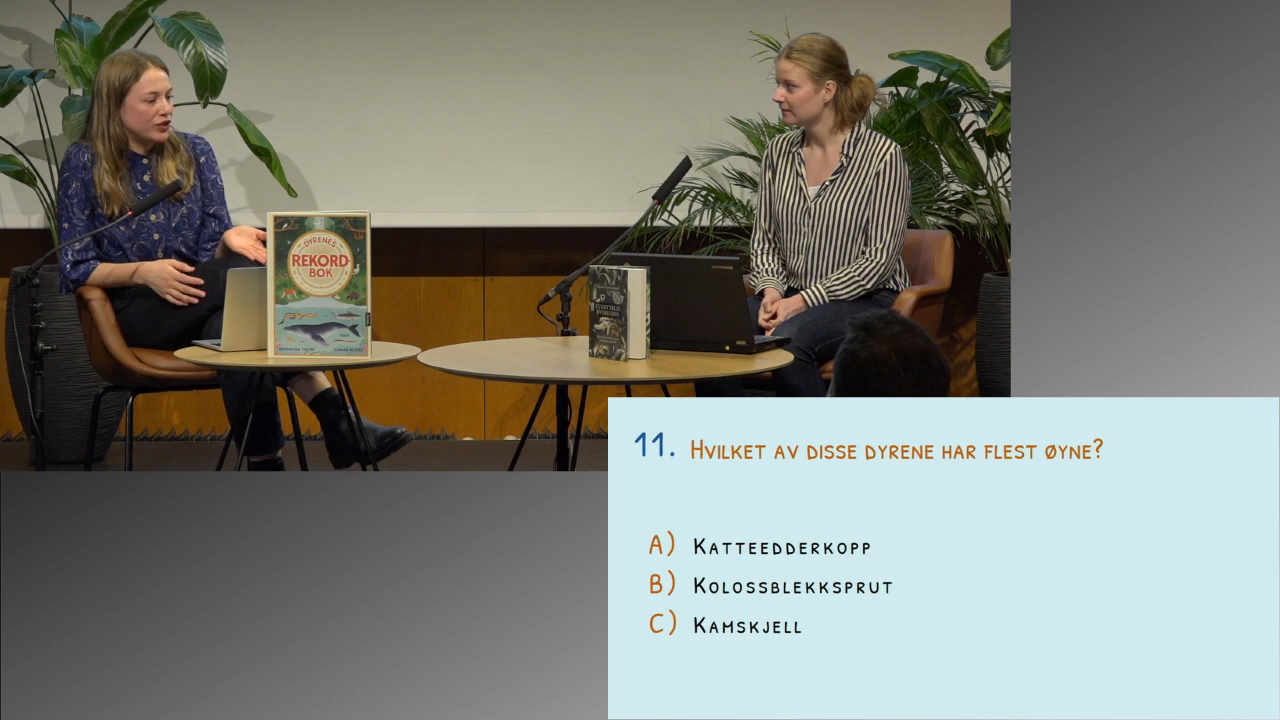 DYRENES
REKORD
BOK
11. HVILKET AV DISSE DYRENE HAR FLEST ØYNE?
A) KATTEEDDERKOPP
B) KOLOSSBLEKKSPRUT
C) KAMSKJELL